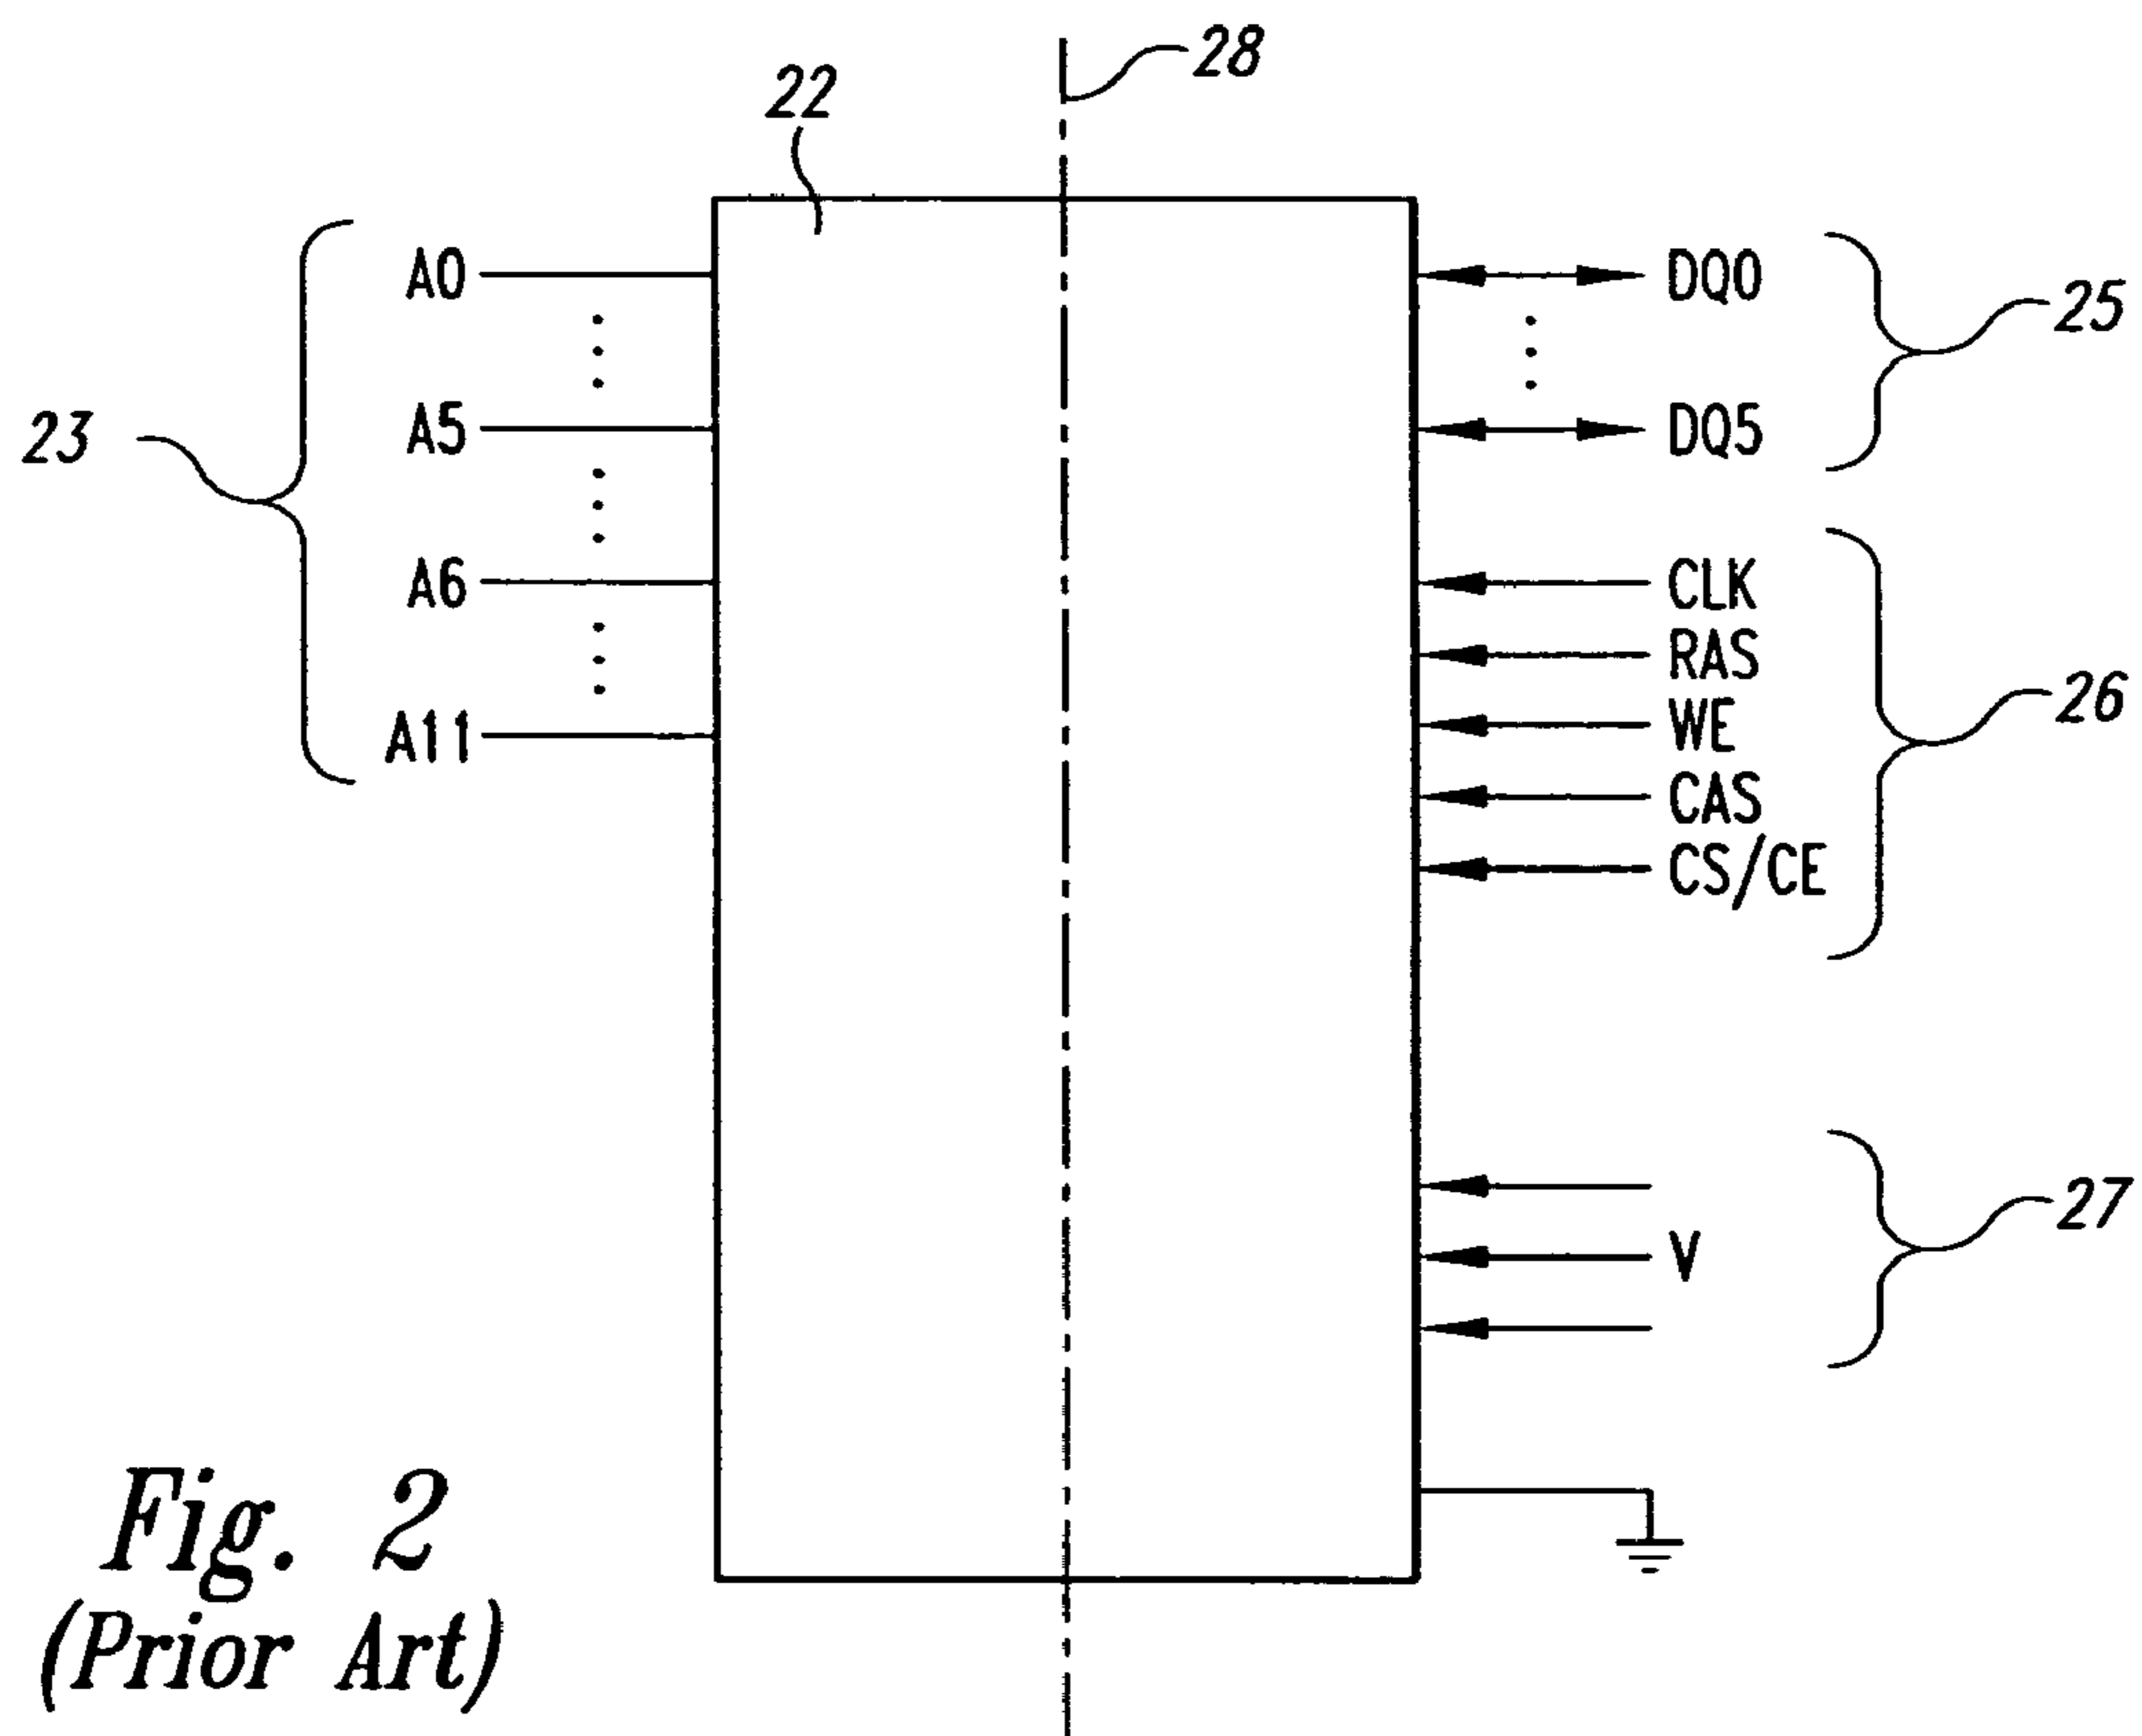 28
22
A0
DQ0
25
23
A5
DQ5
A6
CLK
RAS
26
A11
WE
CAS
CS/CE
27
V
Fig. 2
(Prior Art)